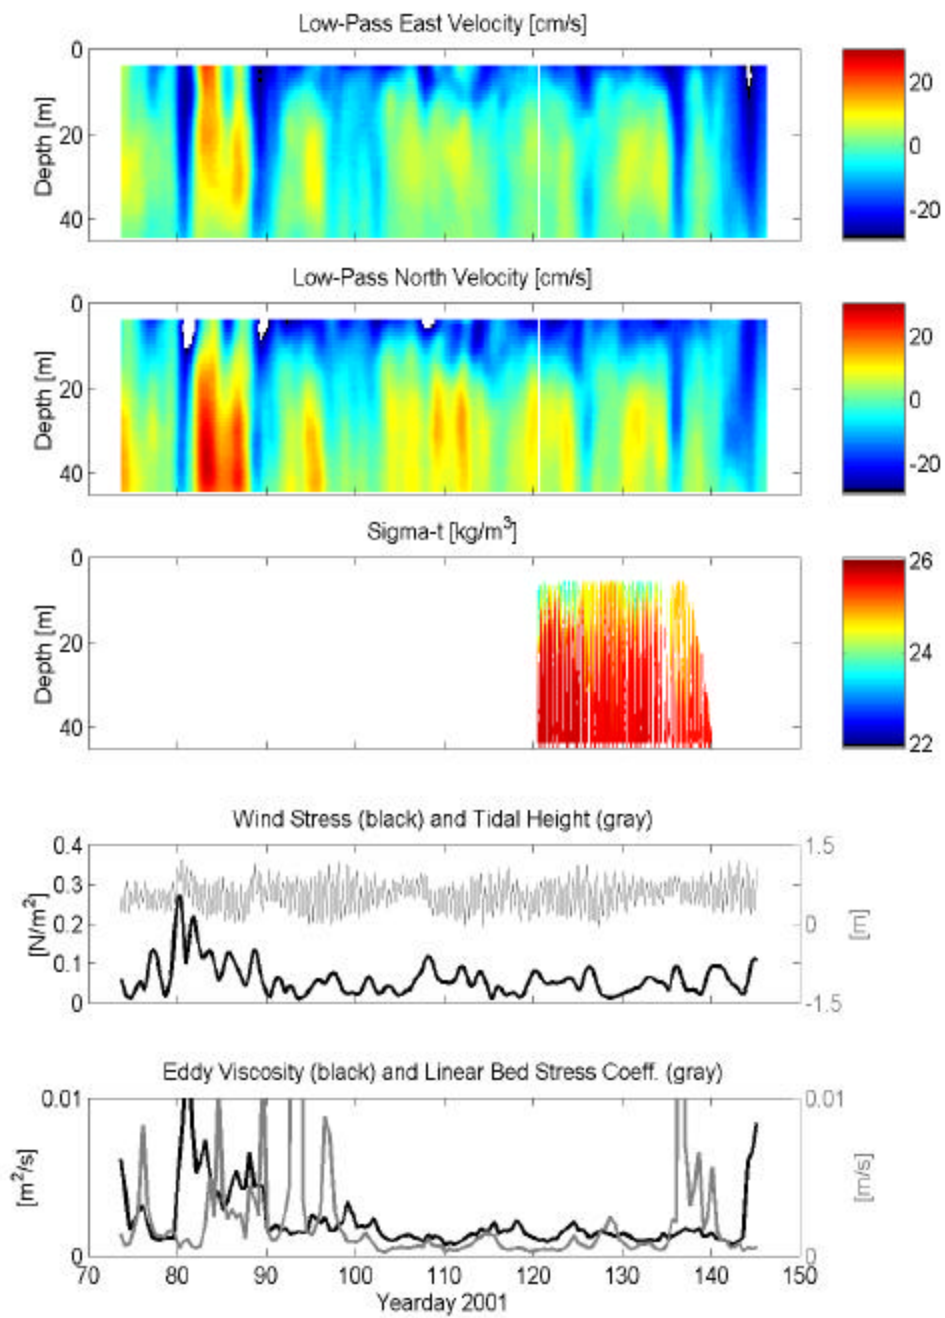 Low-Pass East Velocity [cm/s]
0
20
40
Depth [m]
20
0
-20
Low-Pass North Velocity [cm/s]
0
20
40
Depth [m]
20
0
-20
Sigma-t [kg/m³]
0
20
40
Depth [m]
26
24
22
Wind Stress (black) and Tidal Height (gray)
0.4
0.3
0.2
0.1
0
[N/m²]
1.5
0
-1.5
[m]
Eddy Viscosity (black) and Linear Bed Stress Coeff. (gray)
0.01
0
[m²/s]
0.01
0
[m/s]
70 80 90 100 110 120 130 140 150
Yearday 2001